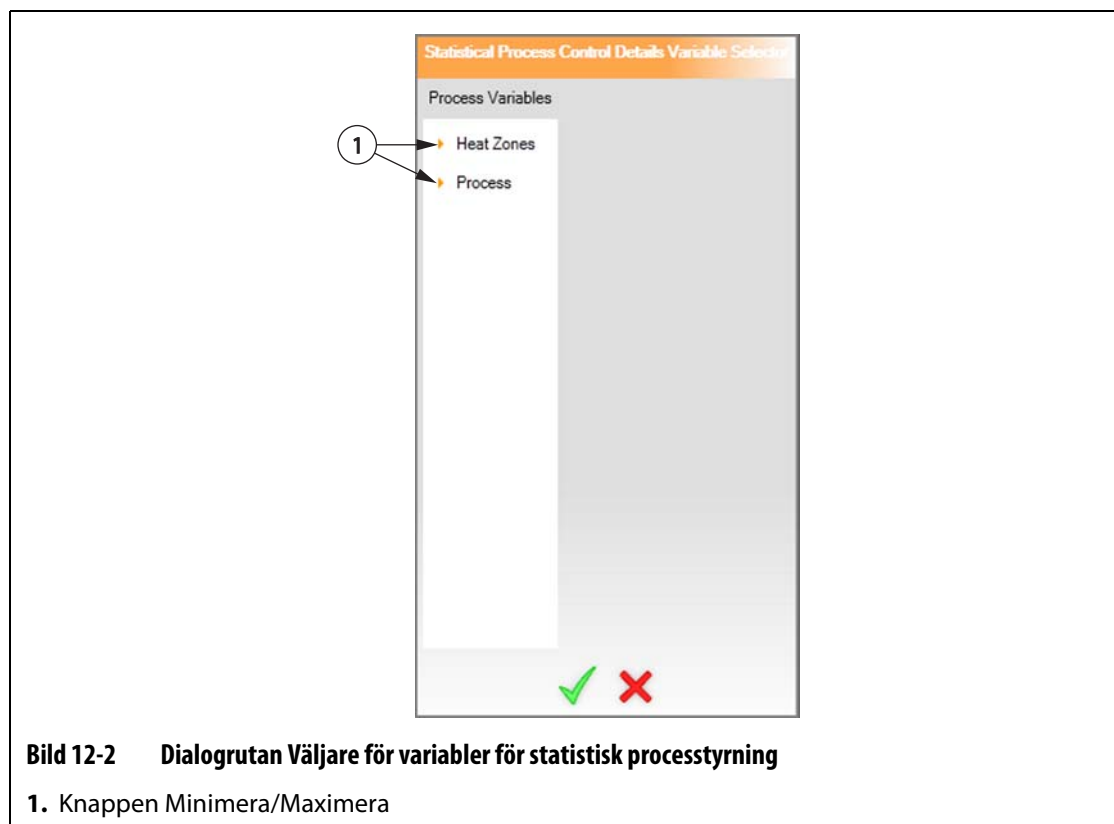 Statistical Process Control Details Variable Selector
Process Variables
1
Heat Zones
Process
Bild 12-2 Dialogrutan Väljare för variabler för statistisk processtyrning
1. Knappen Minimera/Maximera